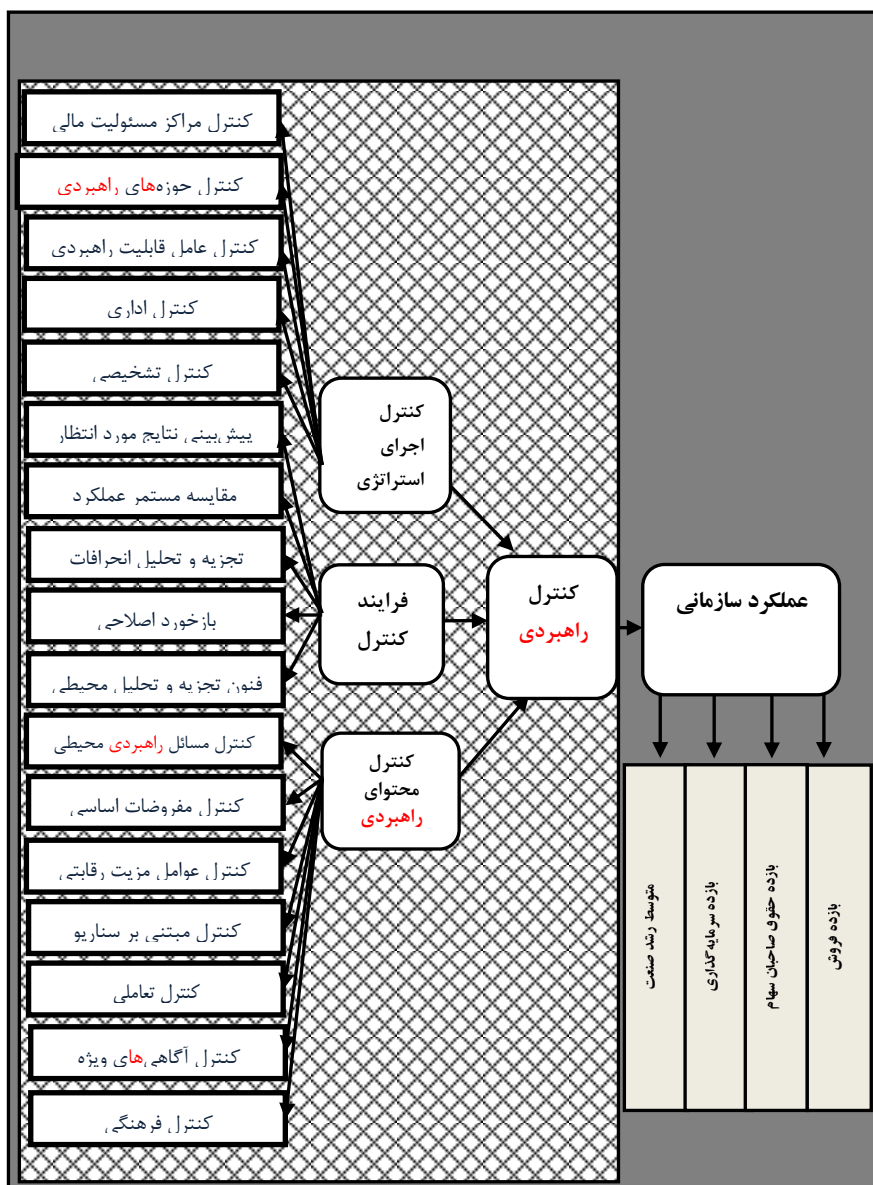 کنترل مراکز مسئولیت مالی
کنترل حوزه‌های راهبردی
کنترل عامل قابلیت راهبردی
کنترل اداری
کنترل تشخیصی
پیش‌بینی نتایج مورد انتظار
مقایسه مستمر عملکرد
تجزیه و تحلیل انحرافات
بازخورد اصلاحی
فنون تجزیه و تحلیل محیطی
کنترل مسائل راهبردی محیطی
کنترل مفروضات اساسی
کنترل عوامل مزیت رقابتی
کنترل مبتنی بر سناریو
کنترل تعاملی
کنترل آگاهی‌های ویژه
کنترل فرهنگی
کنترل
اجرای
استراتژی
فرایند
کنترل
کنترل
محتوای
راهبردی
کنترل
راهبردی
عملکرد سازمانی
متوسط رشد صنعت
بازده سرمایه‌گذاری
بازده حقوق صاحبان سهام
بازده فروش